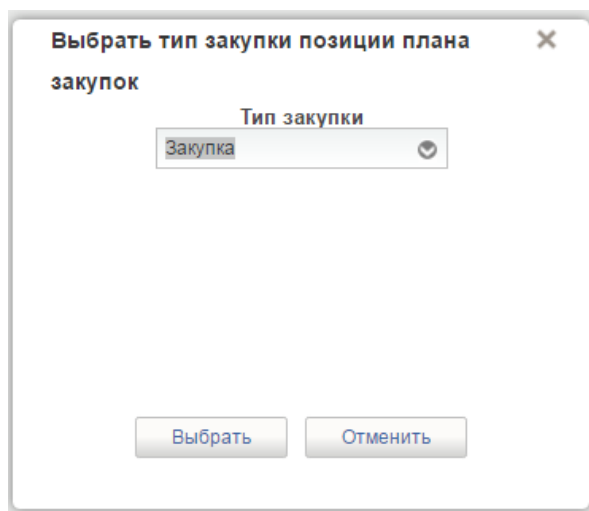 Выбрать тип закупки позиции плана
закупок
Тип закупки
Закупка
Выбрать Отменить